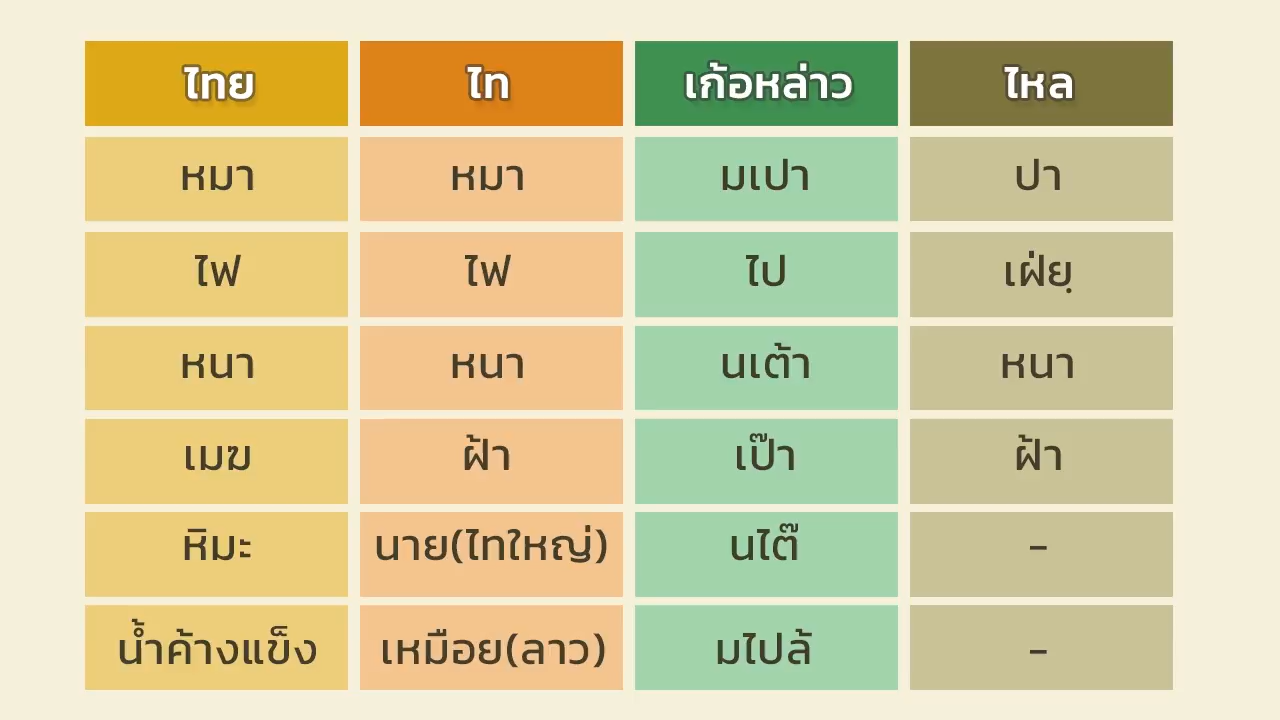 ไทย ไท เก้อหล่าว ไหล
หมา หมา มเปา ปา
ไฟ ไฟ ไป เฝ่ยฺ
หนา หนา นเต้า หนา
เมฆ ฝ้า เป๊า ฝ้า
หิมะ นาย(ไทใหญ่) นไต๊ –
น้ำค้างแข็ง เหมือย(ลาว) มไปล้ –